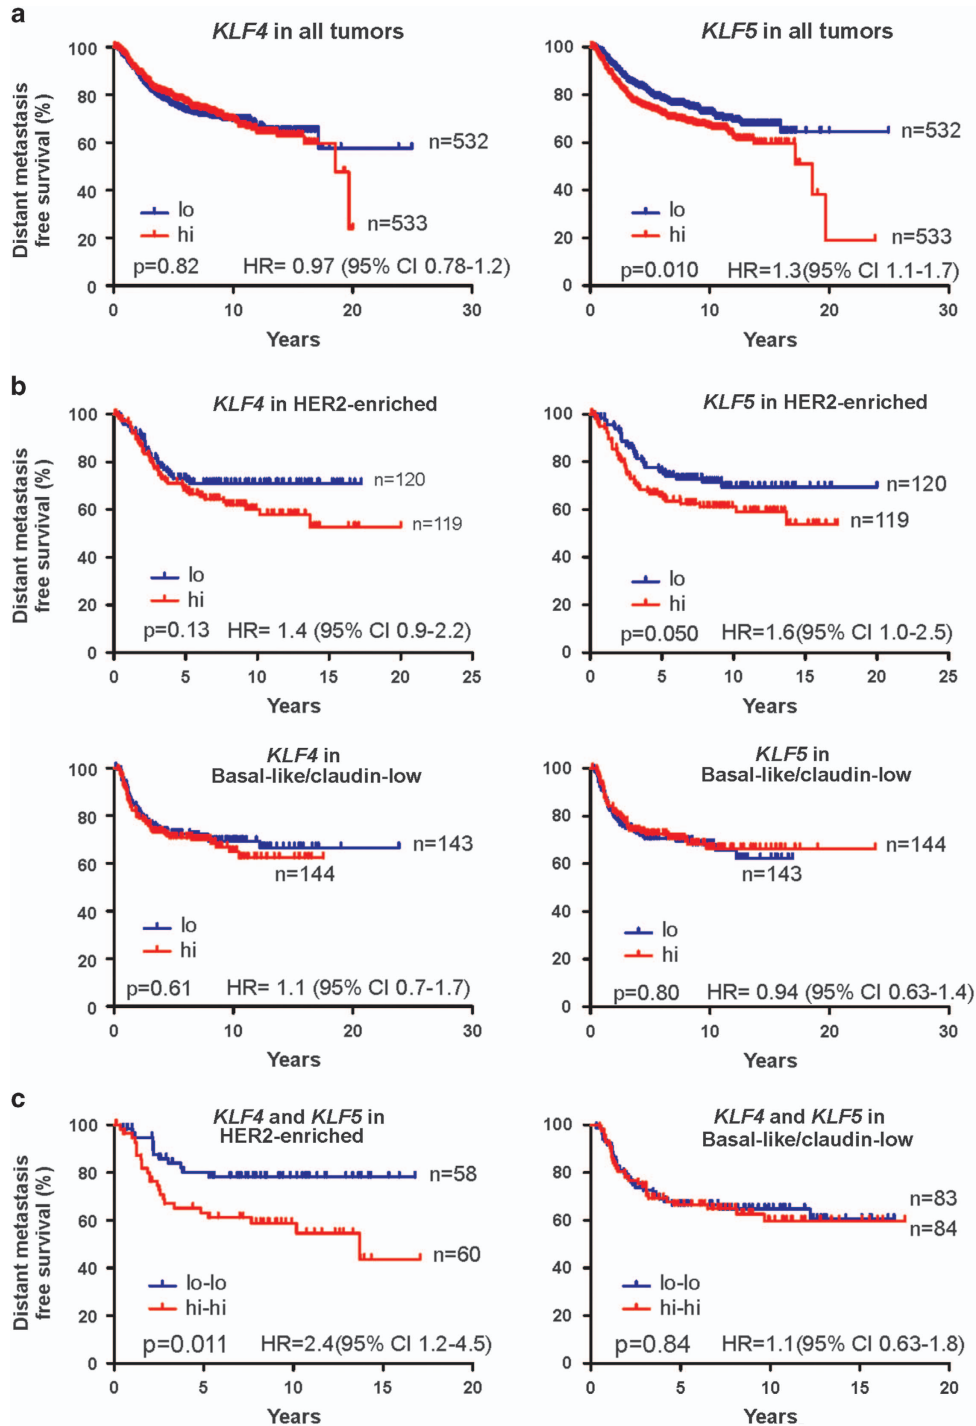 a
KLF4 in all tumors
Distant metastasis
free survival (%)
100
80
60
40
20
0
n=532
n=533
lo
hi
p=0.82 HR= 0.97 (95% CI 0.78-1.2)
0 10 20 30
Years
KLF5 in all tumors
100
80
60
40
20
0
n=532
n=533
lo
hi
p=0.010 HR=1.3(95% CI 1.1-1.7)
0 10 20 30
Years
b
KLF4 in HER2-enriched
Distant metastasis
free survival (%)
100
80
60
40
20
0
n=120
n=119
lo
hi
p=0.13 HR= 1.4 (95% CI 0.9-2.2)
0 5 10 15 20 25
Years
KLF5 in HER2-enriched
100
80
60
40
20
0
n=120
n=119
lo
hi
p=0.050 HR=1.6(95% CI 1.0-2.5)
0 5 10 15 20 25
Years
KLF4 in
Basal-like/claudin-low
100
80
60
40
20
0
n=143
n=144
lo
hi
p=0.61 HR= 1.1 (95% CI 0.7-1.7)
0 10 20 30
Years
KLF5 in
Basal-like/claudin-low
100
80
60
40
20
0
n=144
n=143
lo
hi
p=0.80 HR= 0.94 (95% CI 0.63-1.4)
0 10 20 30
Years
c
KLF4 and KLF5 in
HER2-enriched
Distant metastasis
free survival (%)
100
80
60
40
20
0
n=58
n=60
lo-lo
hi-hi
p=0.011 HR=2.4(95% CI 1.2-4.5)
0 5 10 15 20
Years
KLF4 and KLF5 in
Basal-like/claudin-low
100
80
60
40
20
0
n=83
n=84
lo-lo
hi-hi
p=0.84 HR=1.1(95% CI 0.63-1.8)
0 5 10 15 20
Years